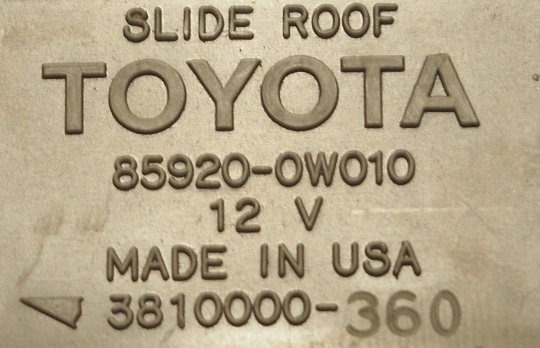 SLIDE ROOF
TOYOTA
85920-0W010
12 V
MADE IN USA
3810000-360